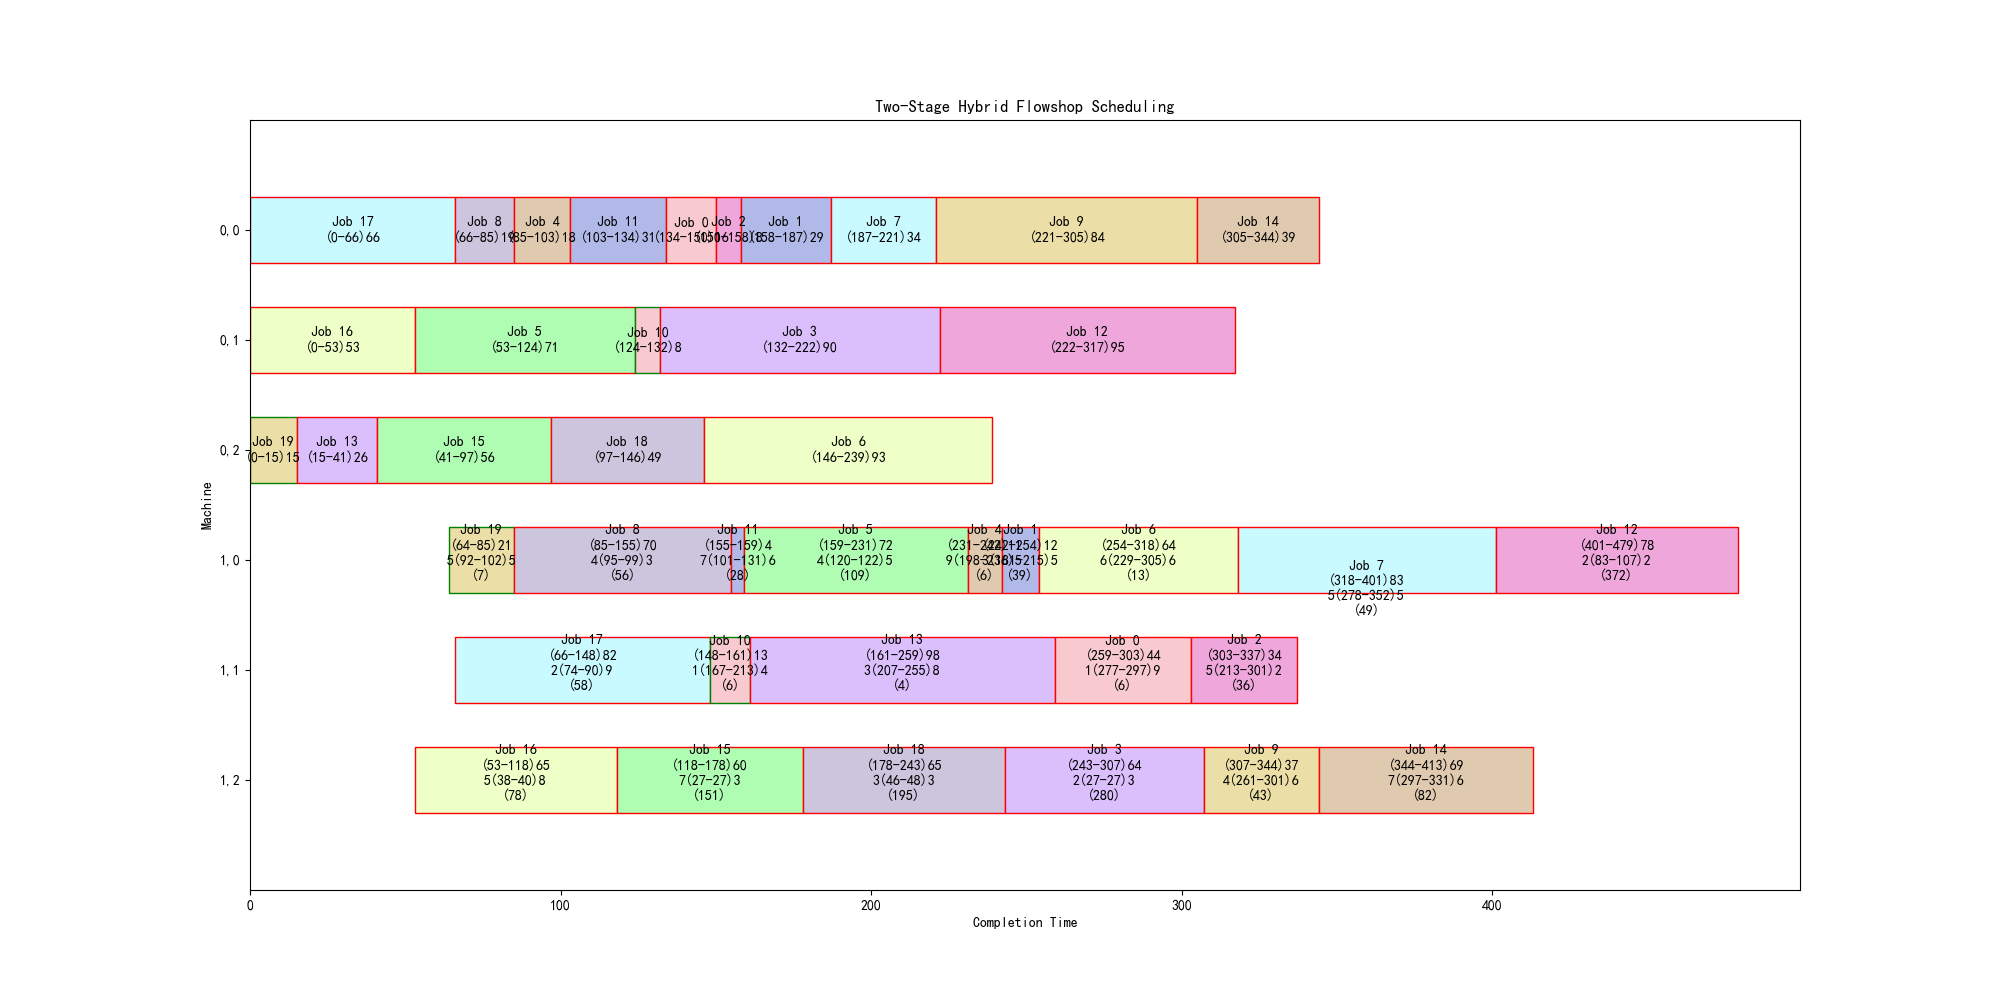 Two-Stage Hybrid Flowshop Scheduling
0,0
Job 17
(0-66)66
Job 8
(66-85)19
Job 4
(85-103)18
Job 11
(103-134)31
Job 0
(134-150)16
Job 2
(150-158)8
Job 1
(158-187)29
Job 7
(187-221)34
Job 9
(221-305)84
Job 14
(305-344)39
0,1
Job 16
(0-53)53
Job 5
(53-124)71
Job 10
(124-132)8
Job 3
(132-222)90
Job 12
(222-317)95
0,2
Job 19
(0-15)15
Job 13
(15-41)26
Job 15
(41-97)56
Job 18
(97-146)49
Job 6
(146-239)93
Machine
1,0
Job 19
(64-85)21
5(92-102)5
(7)
Job 8
(85-155)70
4(95-99)3
(56)
Job 11
(155-159)4
7(101-131)6
(28)
Job 5
(159-231)72
4(120-122)5
(109)
Job 4
(6)
Job 1
(242-254)12
(39)
Job 6
(254-318)64
6(229-305)6
(13)
Job 7
(318-401)83
5(278-352)5
(49)
Job 12
(401-479)78
2(83-107)2
(372)
1,1
Job 17
(66-148)82
2(74-90)9
(58)
Job 10
(148-161)13
1(167-213)4
(6)
Job 13
(161-259)98
3(207-255)8
(4)
Job 0
(259-303)44
1(277-297)9
(6)
Job 2
(303-337)34
5(213-301)2
(36)
1,2
Job 16
(53-118)65
5(38-40)8
(78)
Job 15
(118-178)60
7(27-27)3
(151)
Job 18
(178-243)65
3(46-48)3
(195)
Job 3
(243-307)64
2(27-27)3
(280)
Job 9
(307-344)37
4(261-301)6
(43)
Job 14
(344-413)69
7(297-331)6
(82)
0
100
200
300
400
Completion Time